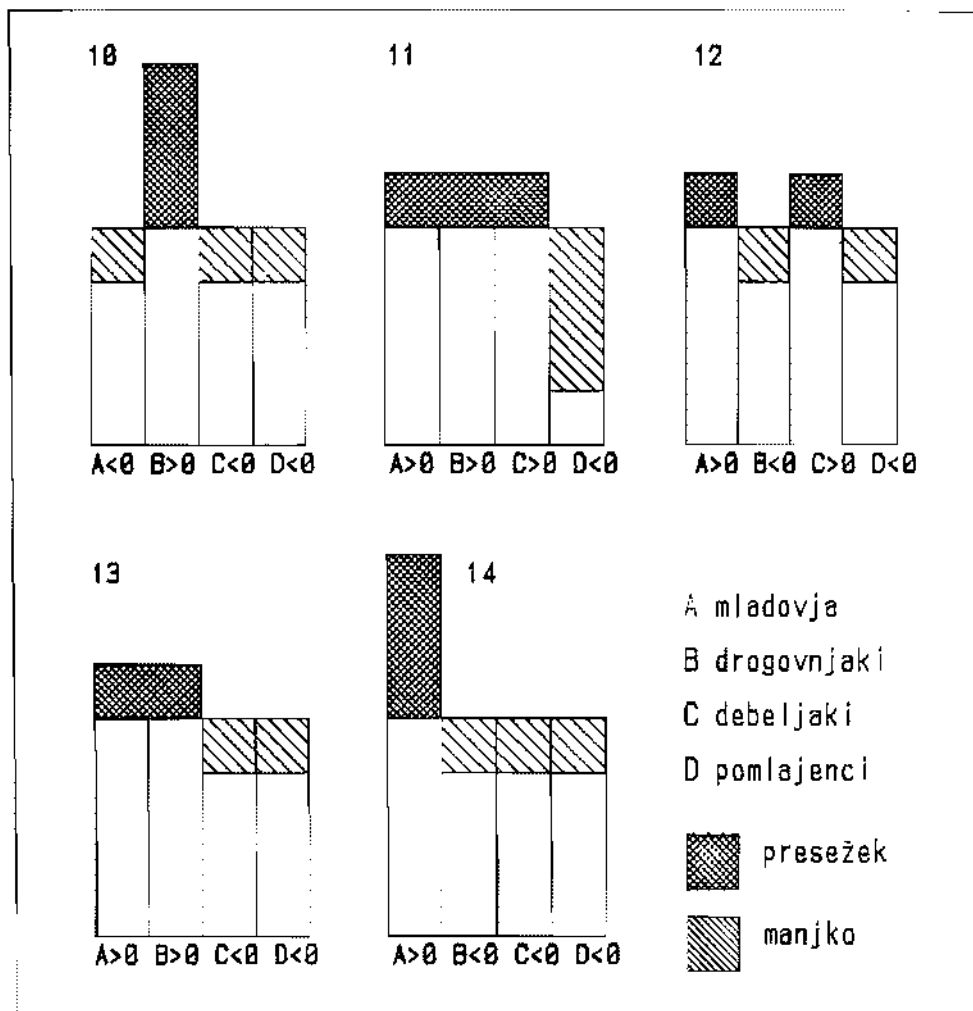 10
11
12
A<0 B>0 C<0 D<0
A>0 B>0 C>0 D<0
A>0 B<0 C>0 D<0
13
14
A>0 B>0 C<0 D<0
A>0 B<0 C<0 D<0
A mladovja
B drogovnjaki
C debeljaki
D pomlajenci
presežek
manjko